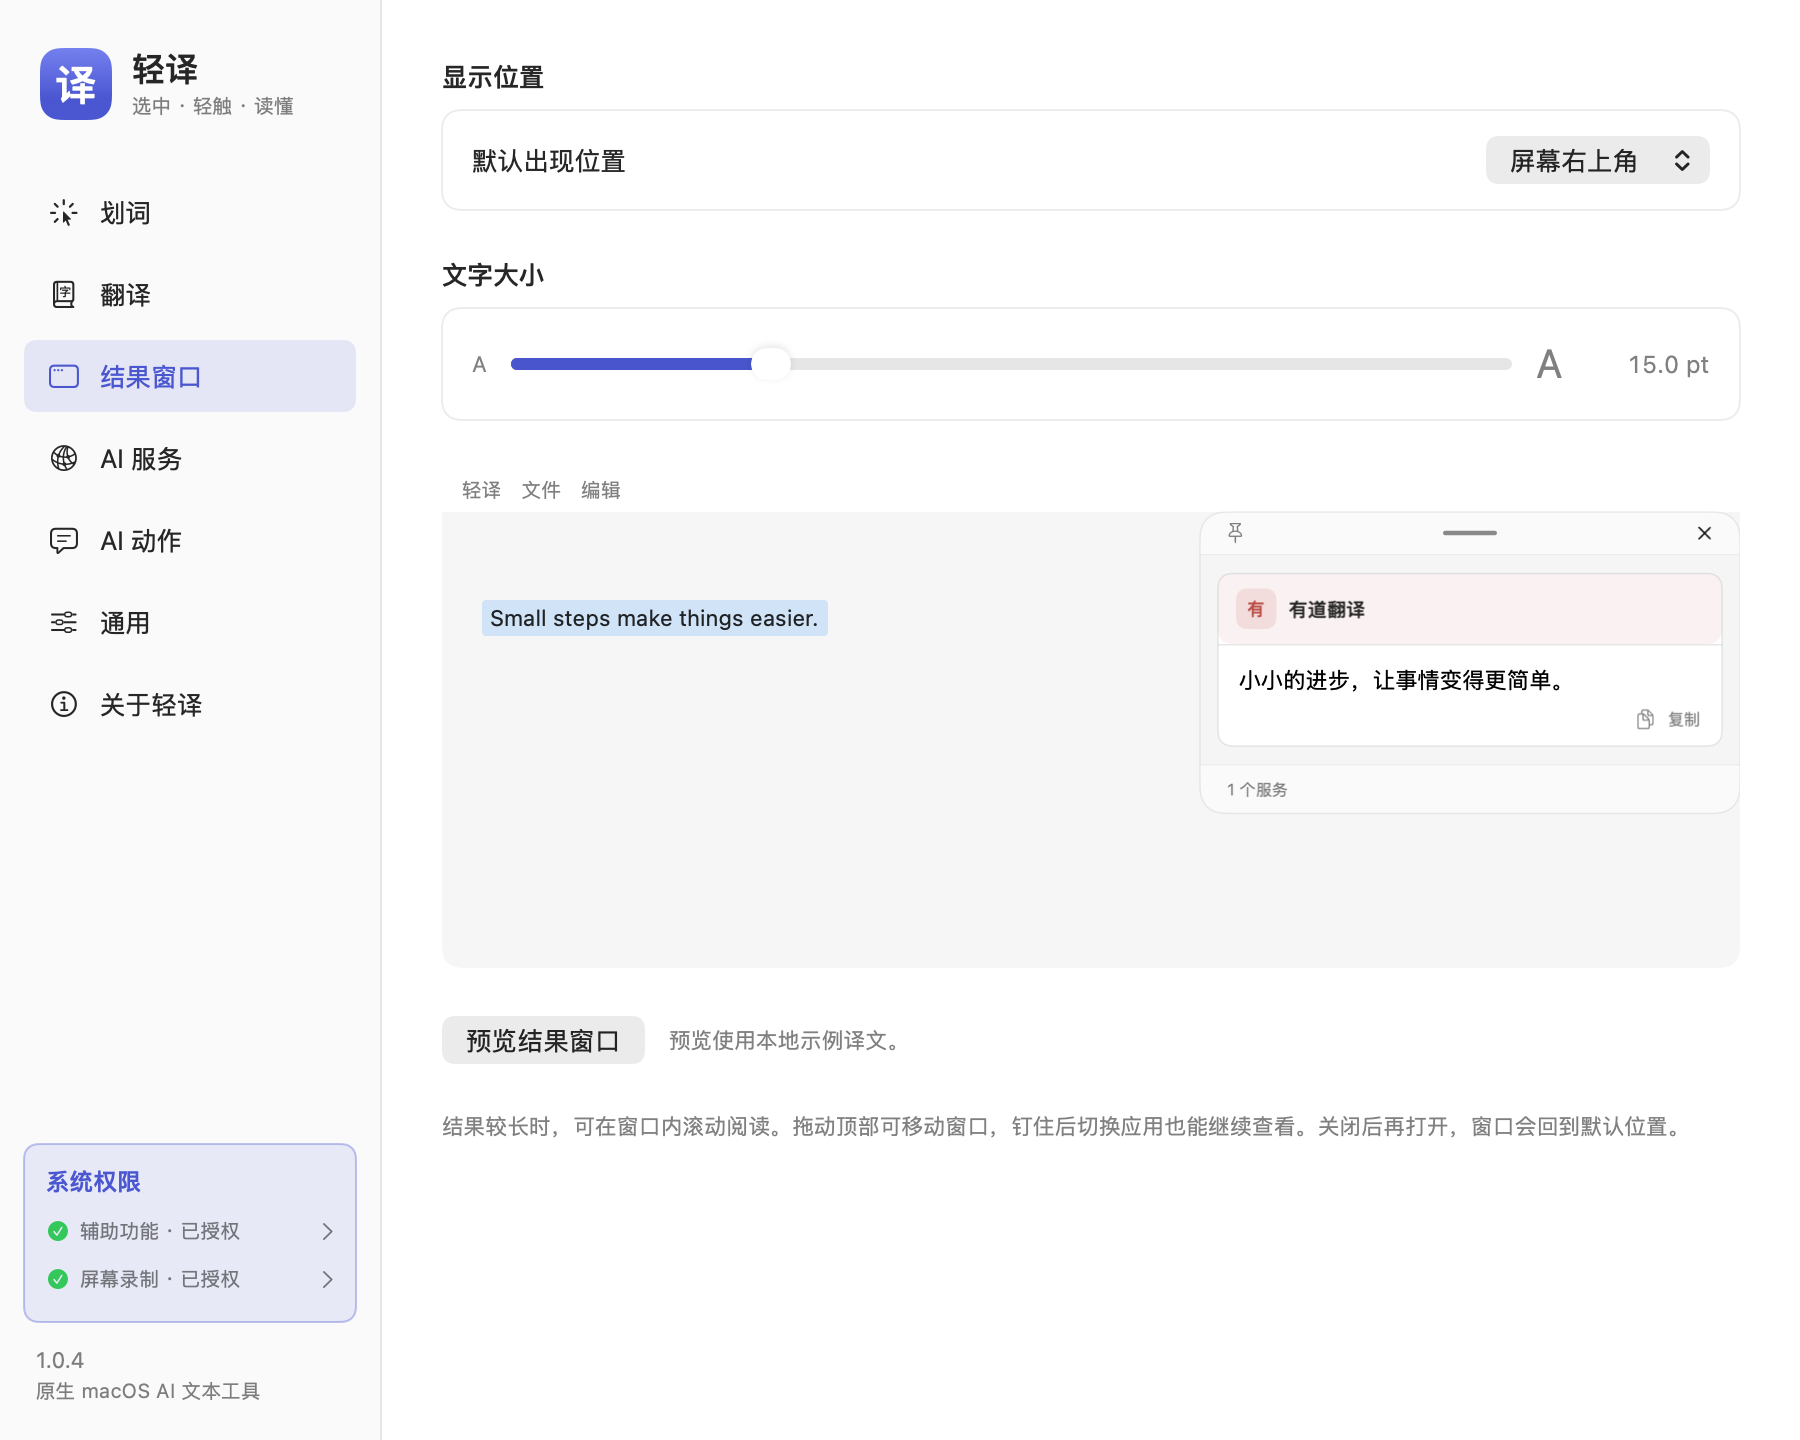 译
轻译
选中 · 轻触 · 读懂
划词
字
翻译
结果窗口
AI 服务
AI 动作
通用
关于轻译
系统权限
辅助功能 · 已授权
屏幕录制 · 已授权
1.0.4
原生 macOS AI 文本工具
显示位置
默认出现位置
屏幕右上角
文字大小
A
A
15.0 pt
轻译 文件 编辑
Small steps make things easier.
有 有道翻译
小小的进步，让事情变得更简单。
复制
1 个服务
预览结果窗口
预览使用本地示例译文。
结果较长时，可在窗口内滚动阅读。拖动顶部可移动窗口，钉住后切换应用也能继续查看。关闭后再打开，窗口会回到默认位置。